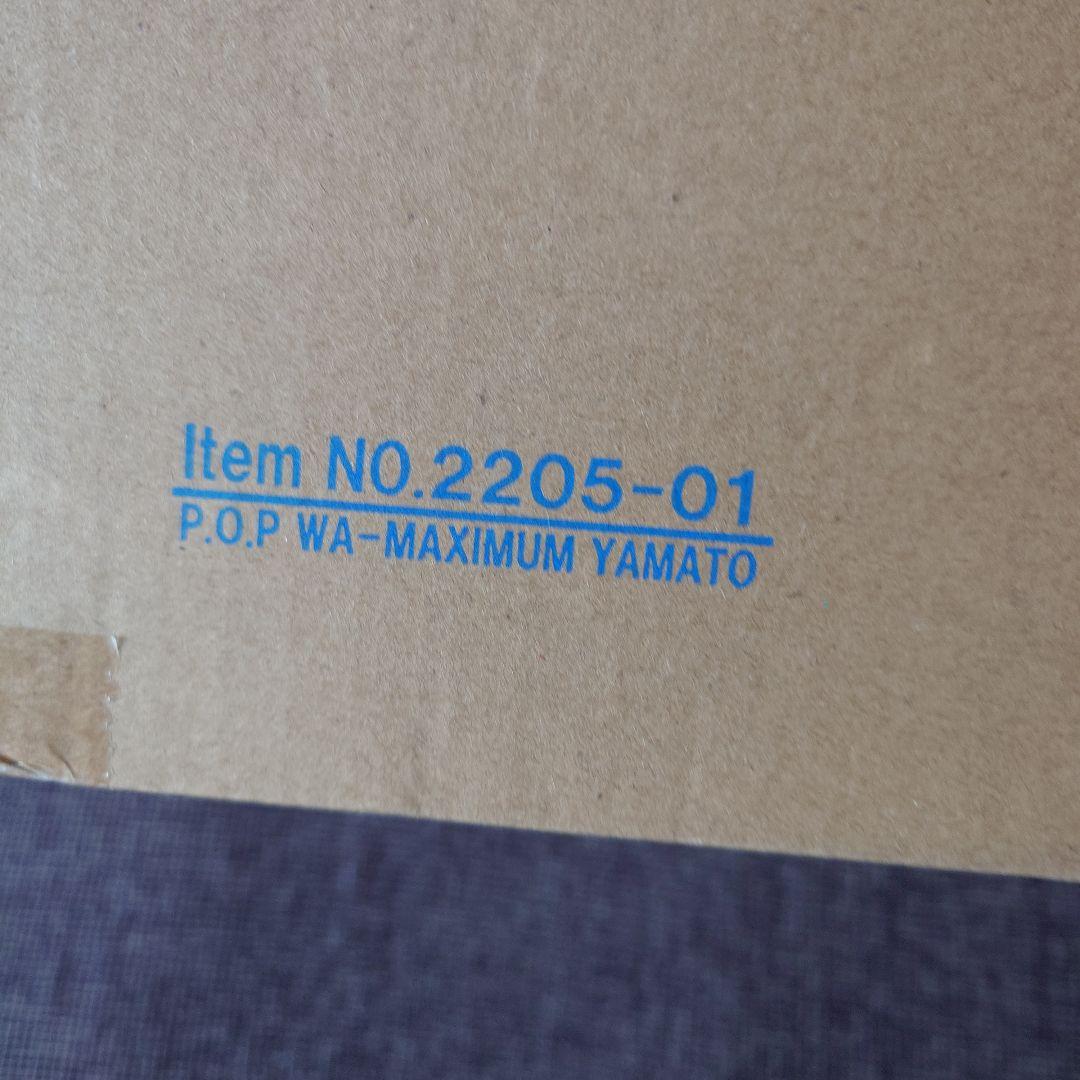 Item NO.2205-01
P.O.P WA-MAXIMUM YAMATO